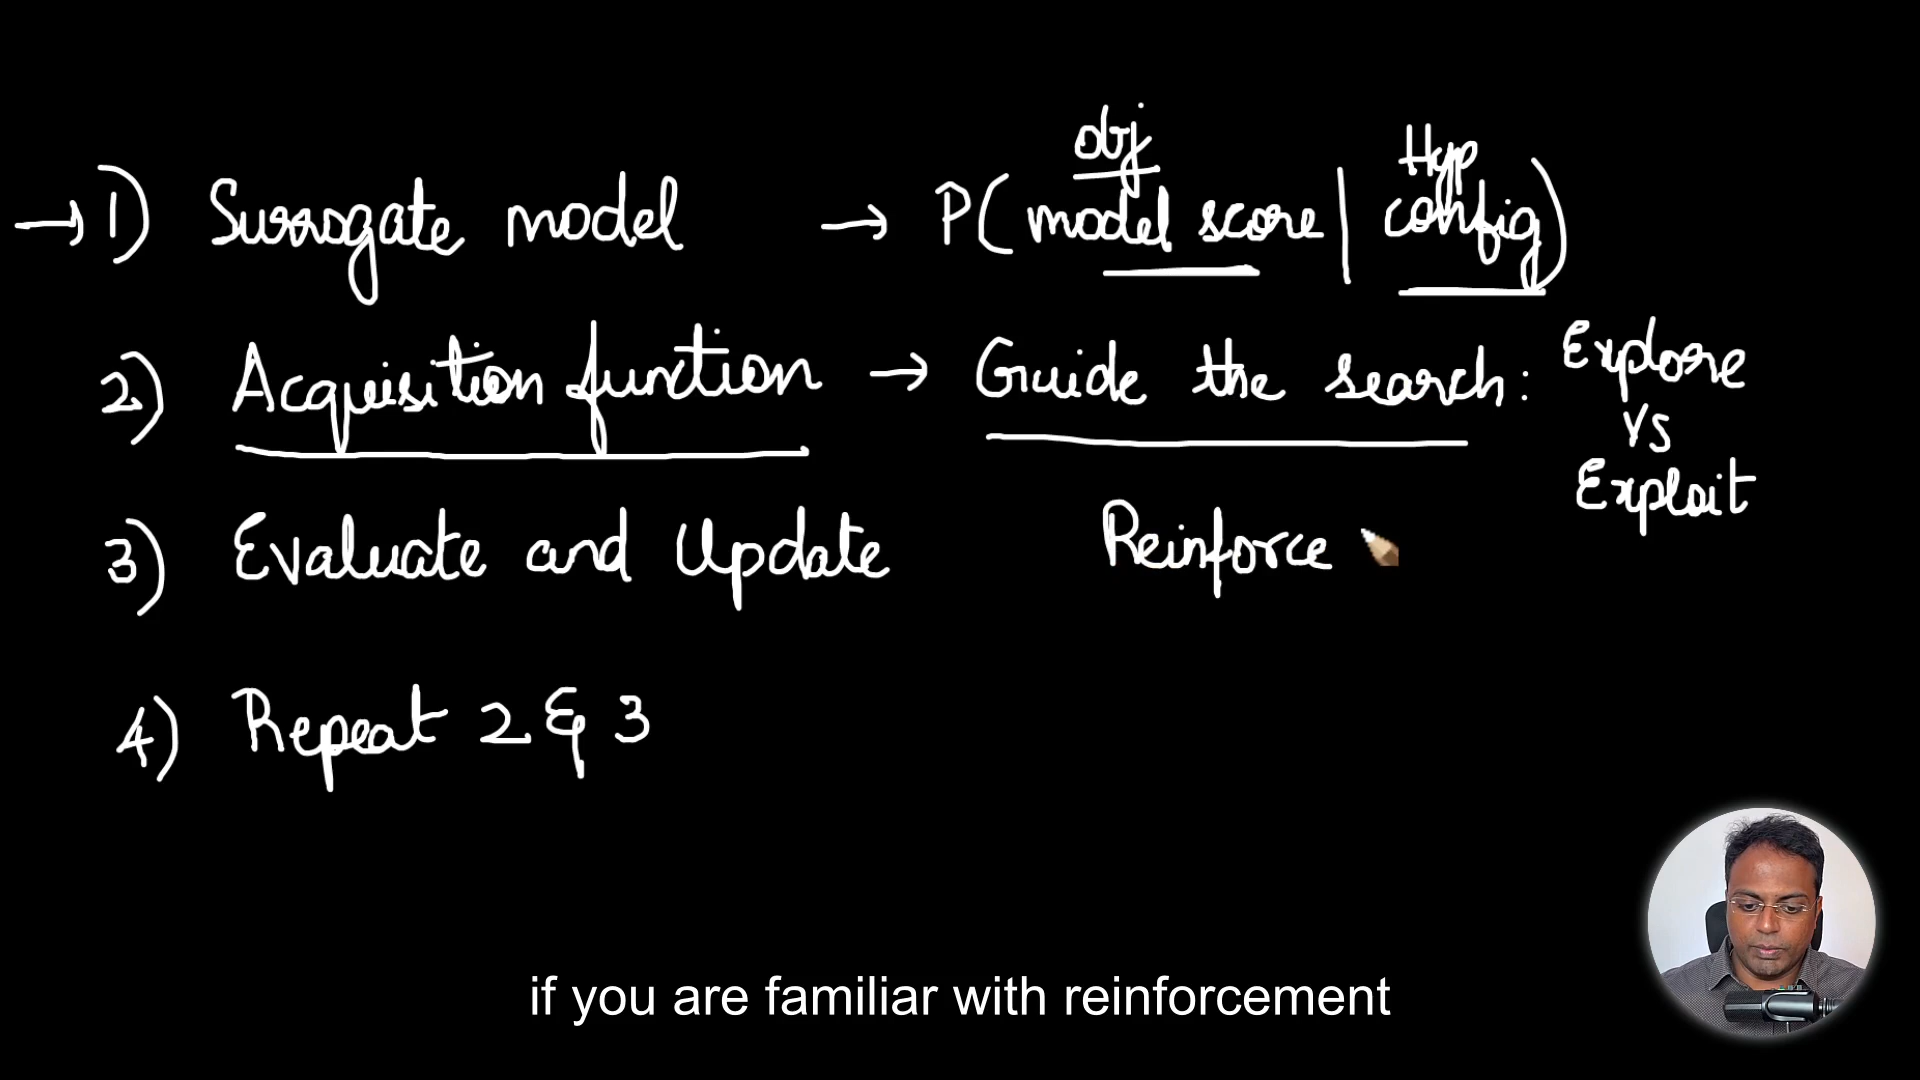 obj Hyp
→ 1) Surrogate model → P( model score | config )
2) Acquisition function → Guide the search : Explore
vs
Exploit
3) Evaluate and Update Reinforce
4) Repeat 2 & 3
if you are familiar with reinforcement